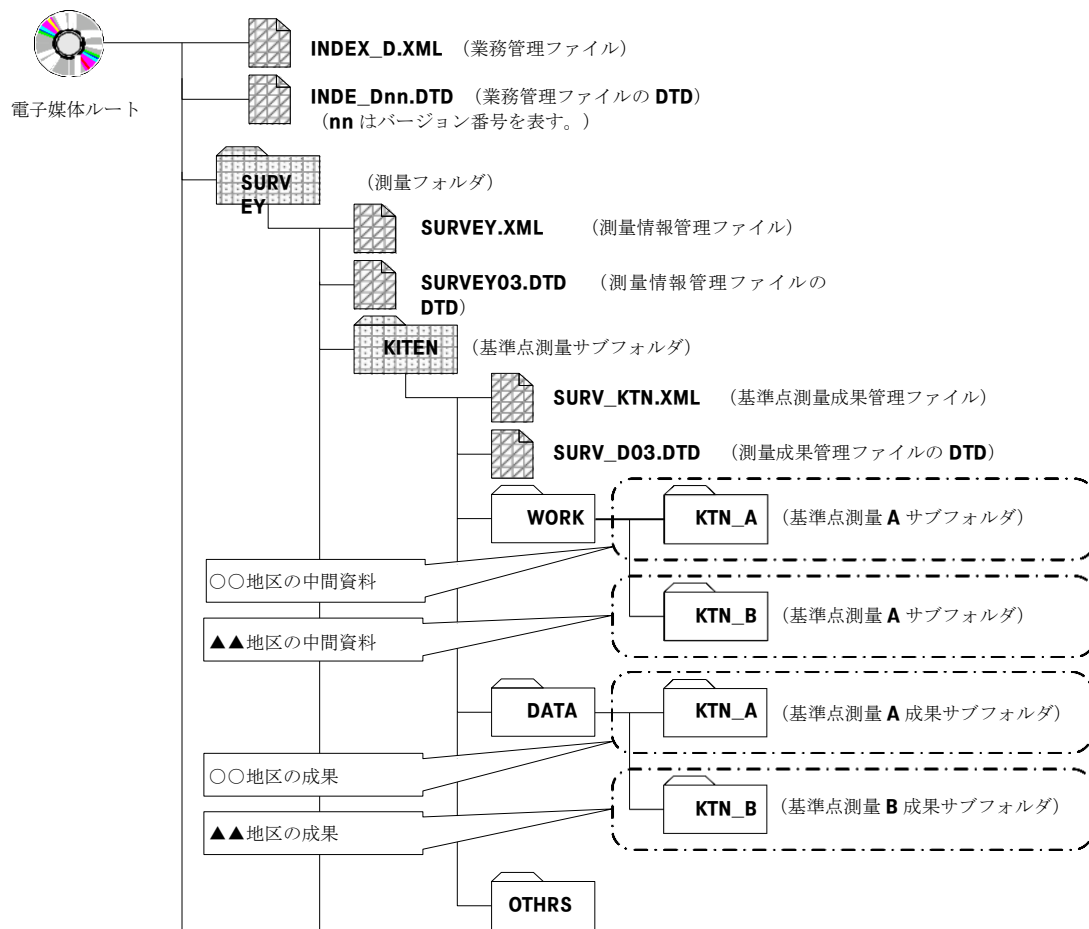 INDEX_D.XML （業務管理ファイル）
電子媒体ルート
INDE_Dnn.DTD （業務管理ファイルの DTD）
（nn はバージョン番号を表す。）
SURV
EY
（測量フォルダ）
SURVEY.XML （測量情報管理ファイル）
SURVEY03.DTD （測量情報管理ファイルの
DTD）
KITEN （基準点測量サブフォルダ）
SURV_KTN.XML （基準点測量成果管理ファイル）
SURV_D03.DTD （測量成果管理ファイルの DTD）
WORK
KTN_A （基準点測量 A サブフォルダ）
○○地区の中間資料
KTN_B （基準点測量 A サブフォルダ）
▲▲地区の中間資料
DATA
KTN_A （基準点測量 A 成果サブフォルダ）
○○地区の成果
KTN_B （基準点測量 B 成果サブフォルダ）
▲▲地区の成果
OTHRS